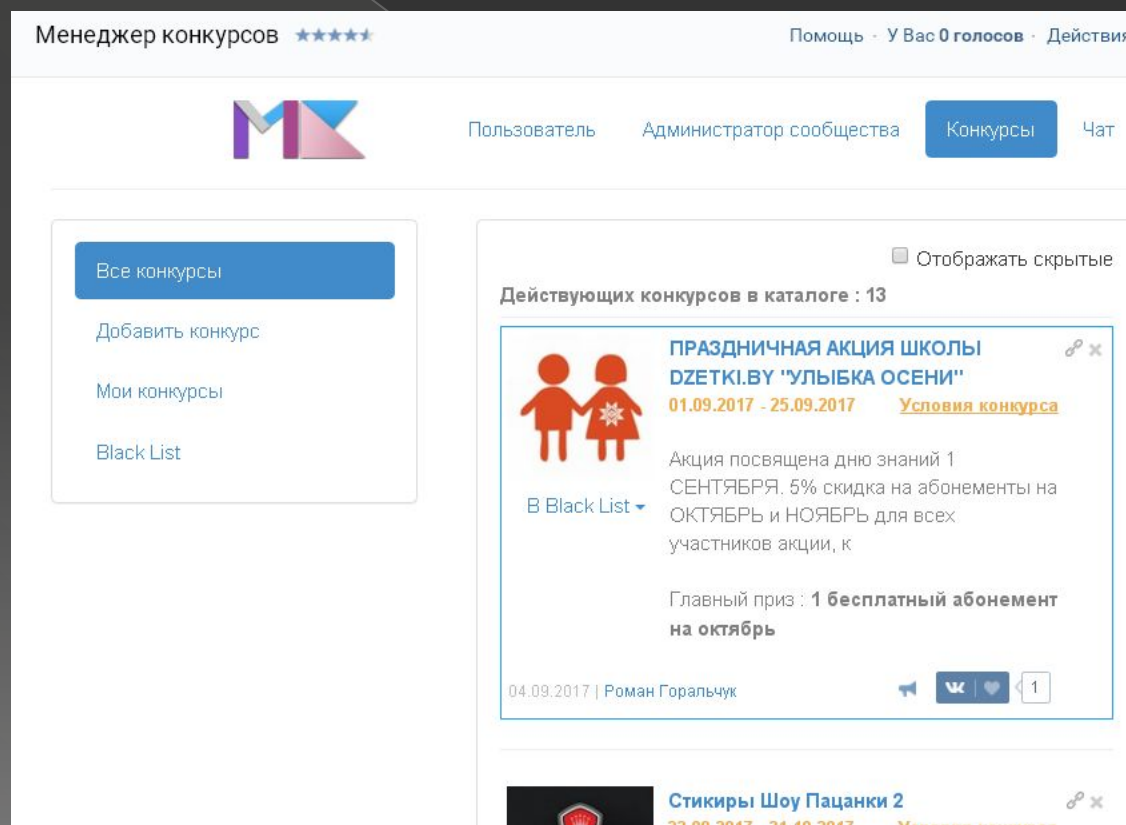 Менеджер конкурсов
Помощь · У Вас 0 голосов · Действия
МК
Пользователь Администратор сообщества Конкурсы Чат
Все конкурсы
Добавить конкурс
Мои конкурсы
Black List
Отображать скрытые
Действующих конкурсов в каталоге : 13
ПРАЗДНИЧНАЯ АКЦИЯ ШКОЛЫ
DZETKI.BY "УЛЫБКА ОСЕНИ"
01.09.2017 - 25.09.2017 Условия конкурса
Акция посвящена дню знаний 1
СЕНТЯБРЯ. 5% скидка на абонементы на
ОКТЯБРЬ и НОЯБРЬ для всех
участников акции, к
В Black List
Главный приз : 1 бесплатный абонемент
на октябрь
04.09.2017 | Роман Горальчук
1
Стикиры Шоу Пацанки 2